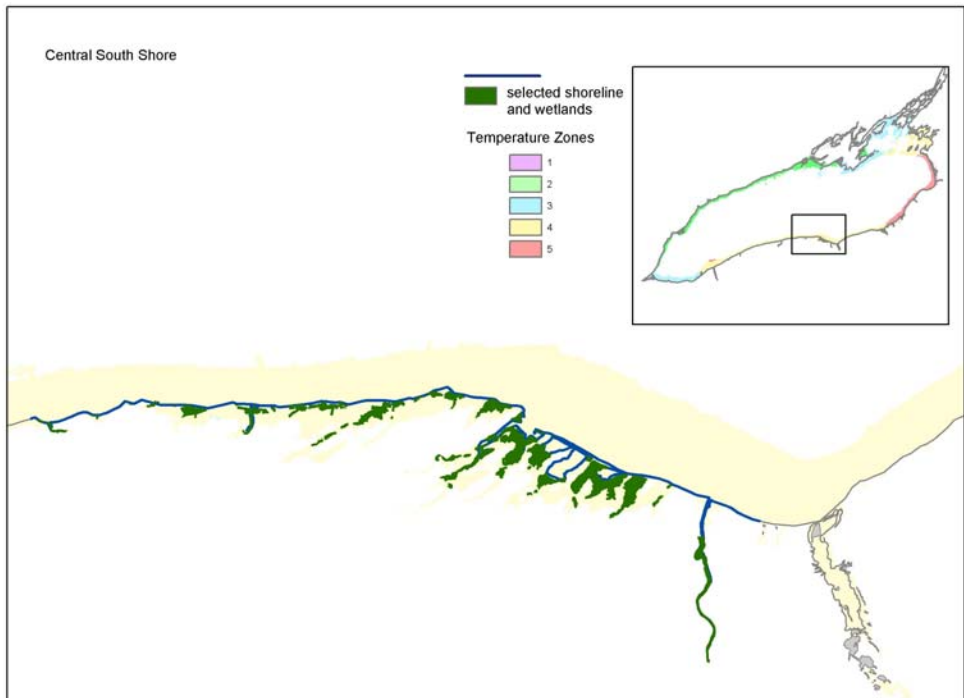 Central South Shore
selected shoreline
and wetlands
Temperature Zones
1
2
3
4
5